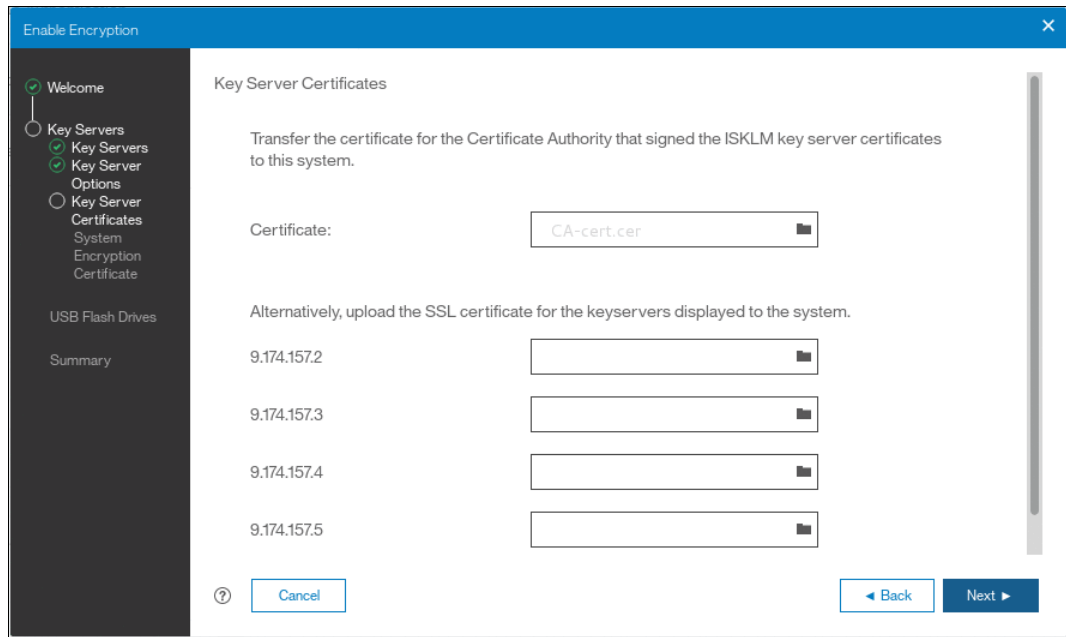 Enable Encryption
Welcome
Key Servers
Key Servers
Key Server
Options
Key Server
Certificates
System
Encryption
Certificate
USB Flash Drives
Summary
Key Server Certificates
Transfer the certificate for the Certificate Authority that signed the ISKLM key server certificates
to this system.
Certificate:
CA-cert.cer
Alternatively, upload the SSL certificate for the keyservers displayed to the system.
9.174.157.2
9.174.157.3
9.174.157.4
9.174.157.5
Cancel
Back
Next